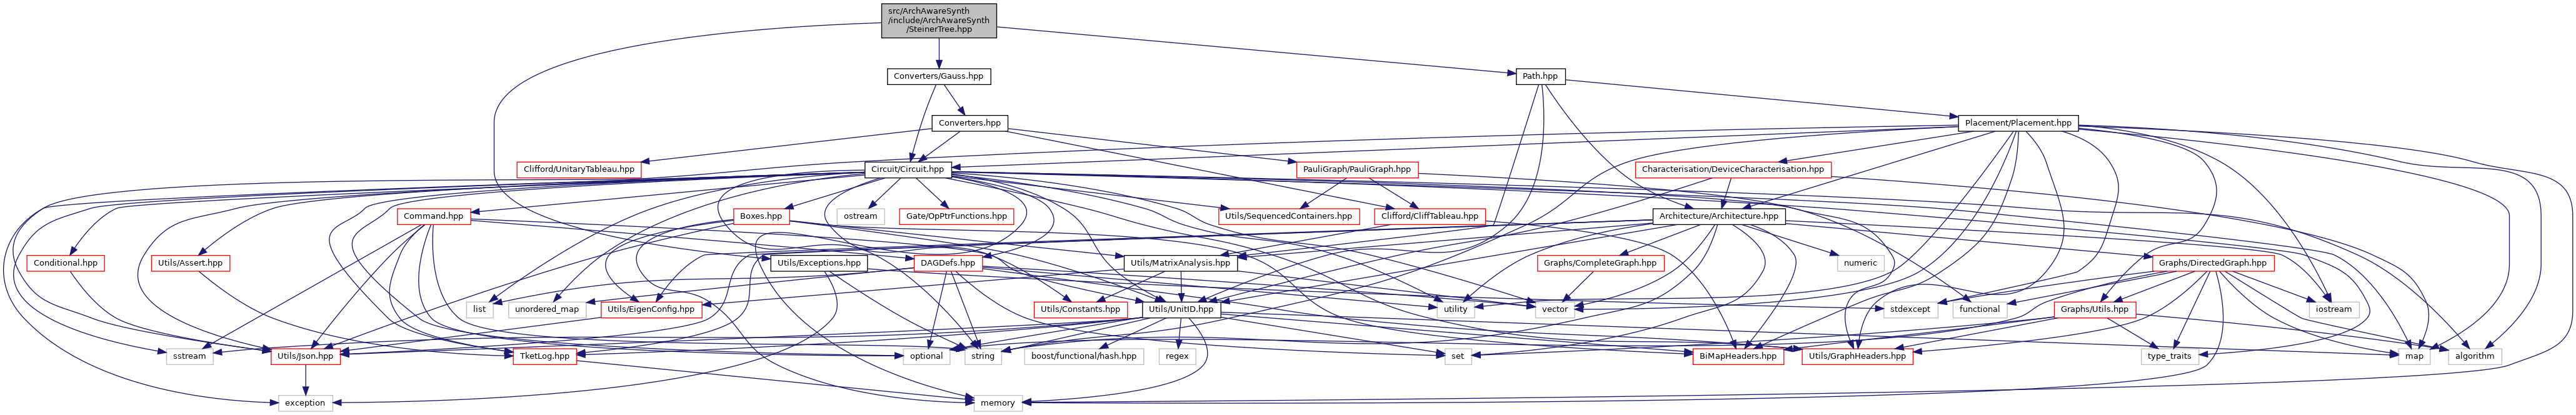 src/ArchAwareSynth
/include/ArchAwareSynth
/SteinerTree.hpp
Converters/Gauss.hpp
Path.hpp
Converters.hpp
Placement/Placement.hpp
Clifford/UnitaryTableau.hpp
Circuit/Circuit.hpp
PauliGraph/PauliGraph.hpp
Characterisation/DeviceCharacterisation.hpp
Command.hpp
Boxes.hpp
ostream
Gate/OpPtrFunctions.hpp
Utils/SequencedContainers.hpp
Clifford/CliffTableau.hpp
Architecture/Architecture.hpp
Conditional.hpp
Utils/Assert.hpp
Utils/Exceptions.hpp
DAGDefs.hpp
Utils/MatrixAnalysis.hpp
Graphs/CompleteGraph.hpp
numeric
Graphs/DirectedGraph.hpp
list
unordered_map
Utils/EigenConfig.hpp
Utils/Constants.hpp
Utils/UnitID.hpp
utility
vector
stdexcept
functional
Graphs/Utils.hpp
iostream
sstream
Utils/Json.hpp
TketLog.hpp
optional
string
boost/functional/hash.hpp
regex
set
BiMapHeaders.hpp
Utils/GraphHeaders.hpp
type_traits
map
algorithm
exception
memory